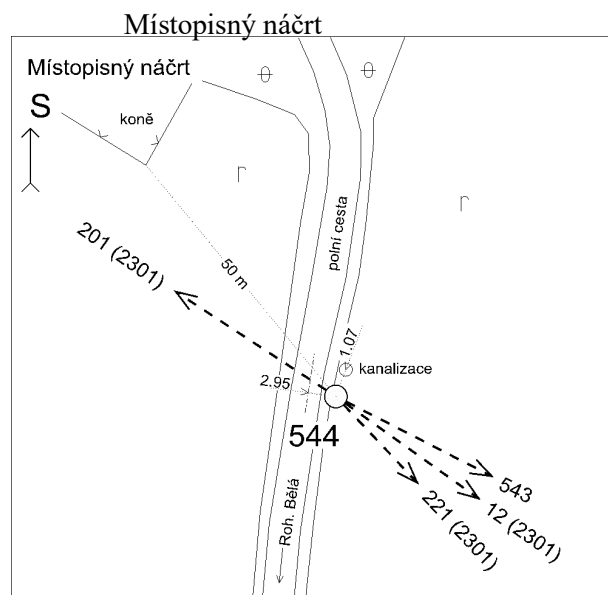 Místopisný náčrt
Místopisný náčrt
S
koně
201 (2301)
50 m
polní cesta
1.07
kanalizace
2.95
544
543
12 (2301)
221 (2301)
Roh. Bělá